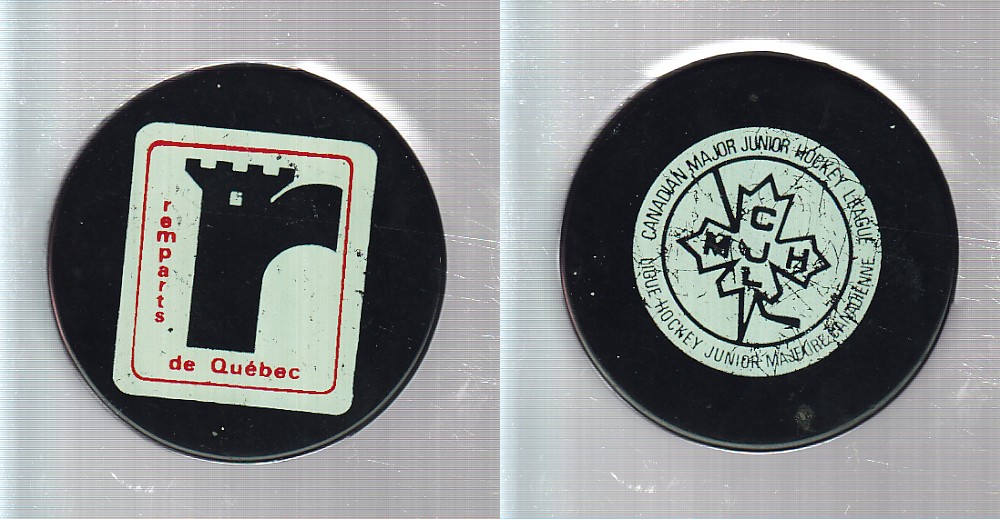 remparts
de Québec
CANADIAN MAJOR JUNIOR HOCKEY LEAGUE
LIGUE HOCKEY JUNIOR MAJEURE CANADIENNE
C
M J H
L